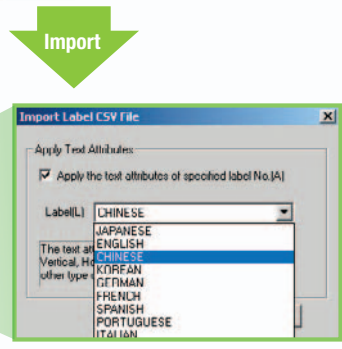 Import
Import Label CSV File
Apply Text Attributes
Apply the text attributes of specified label No.(A)
Label(L) CHINESE
JAPANESE
ENGLISH
The text at
CHINESE
Vertical, Ho
KOREAN
other type
GERMAN
FRENCH
SPANISH
PORTUGUESE
ITALIAN